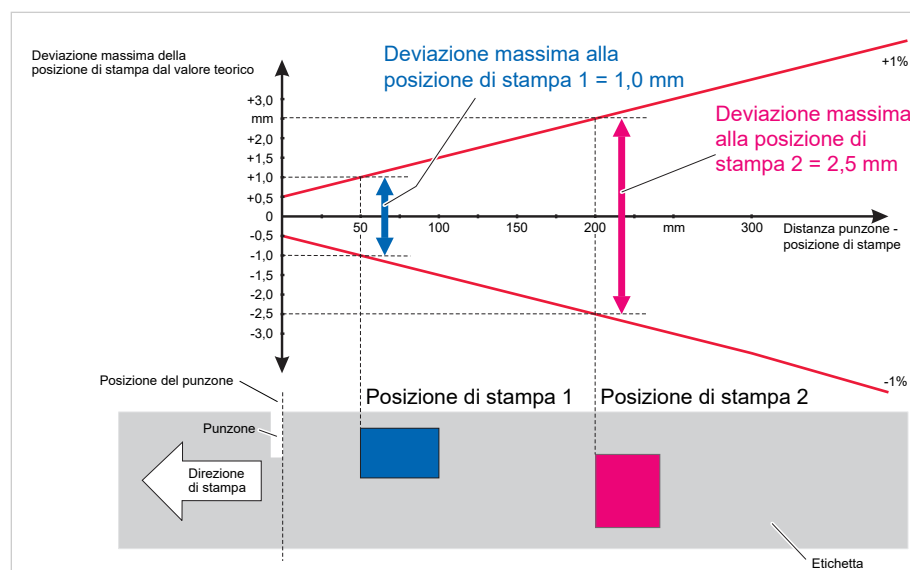 Deviazione massima della
posizione di stampa dal valore teorico
Deviazione massima alla
posizione di stampa 1 = 1,0 mm
+1%
Deviazione massima
alla posizione di
stampa 2 = 2,5 mm
+3,0
mm
+2,0
+1,5
+1,0
+0,5
0
-0,5
-1,0
-1,5
-2,0
-2,5
-3,0
50
100
150
200
mm
300
Distanza punzone -
posizione di stampe
-1%
Posizione del punzone
Posizione di stampa 1
Posizione di stampa 2
Punzone
Direzione
di stampa
Etichetta